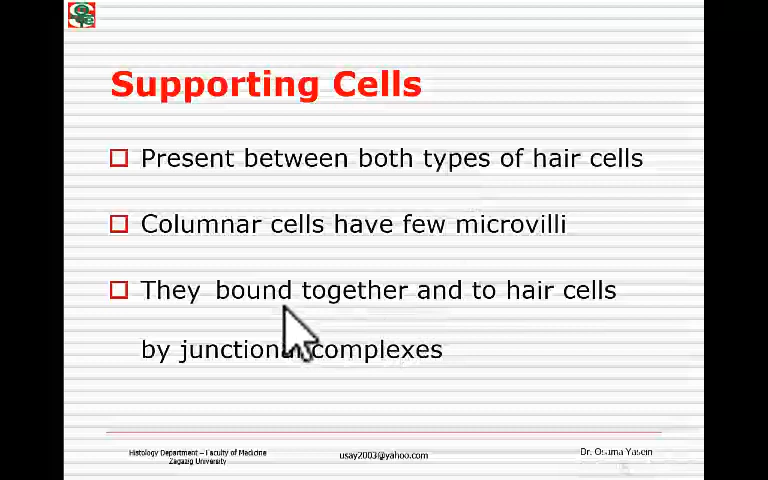 Supporting Cells
Present between both types of hair cells
Columnar cells have few microvilli
They bound together and to hair cells
by junctional complexes
Histology Department – Faculty of Medicine
Zagazig University
usay2003@yahoo.com
Dr. Osama Yasein